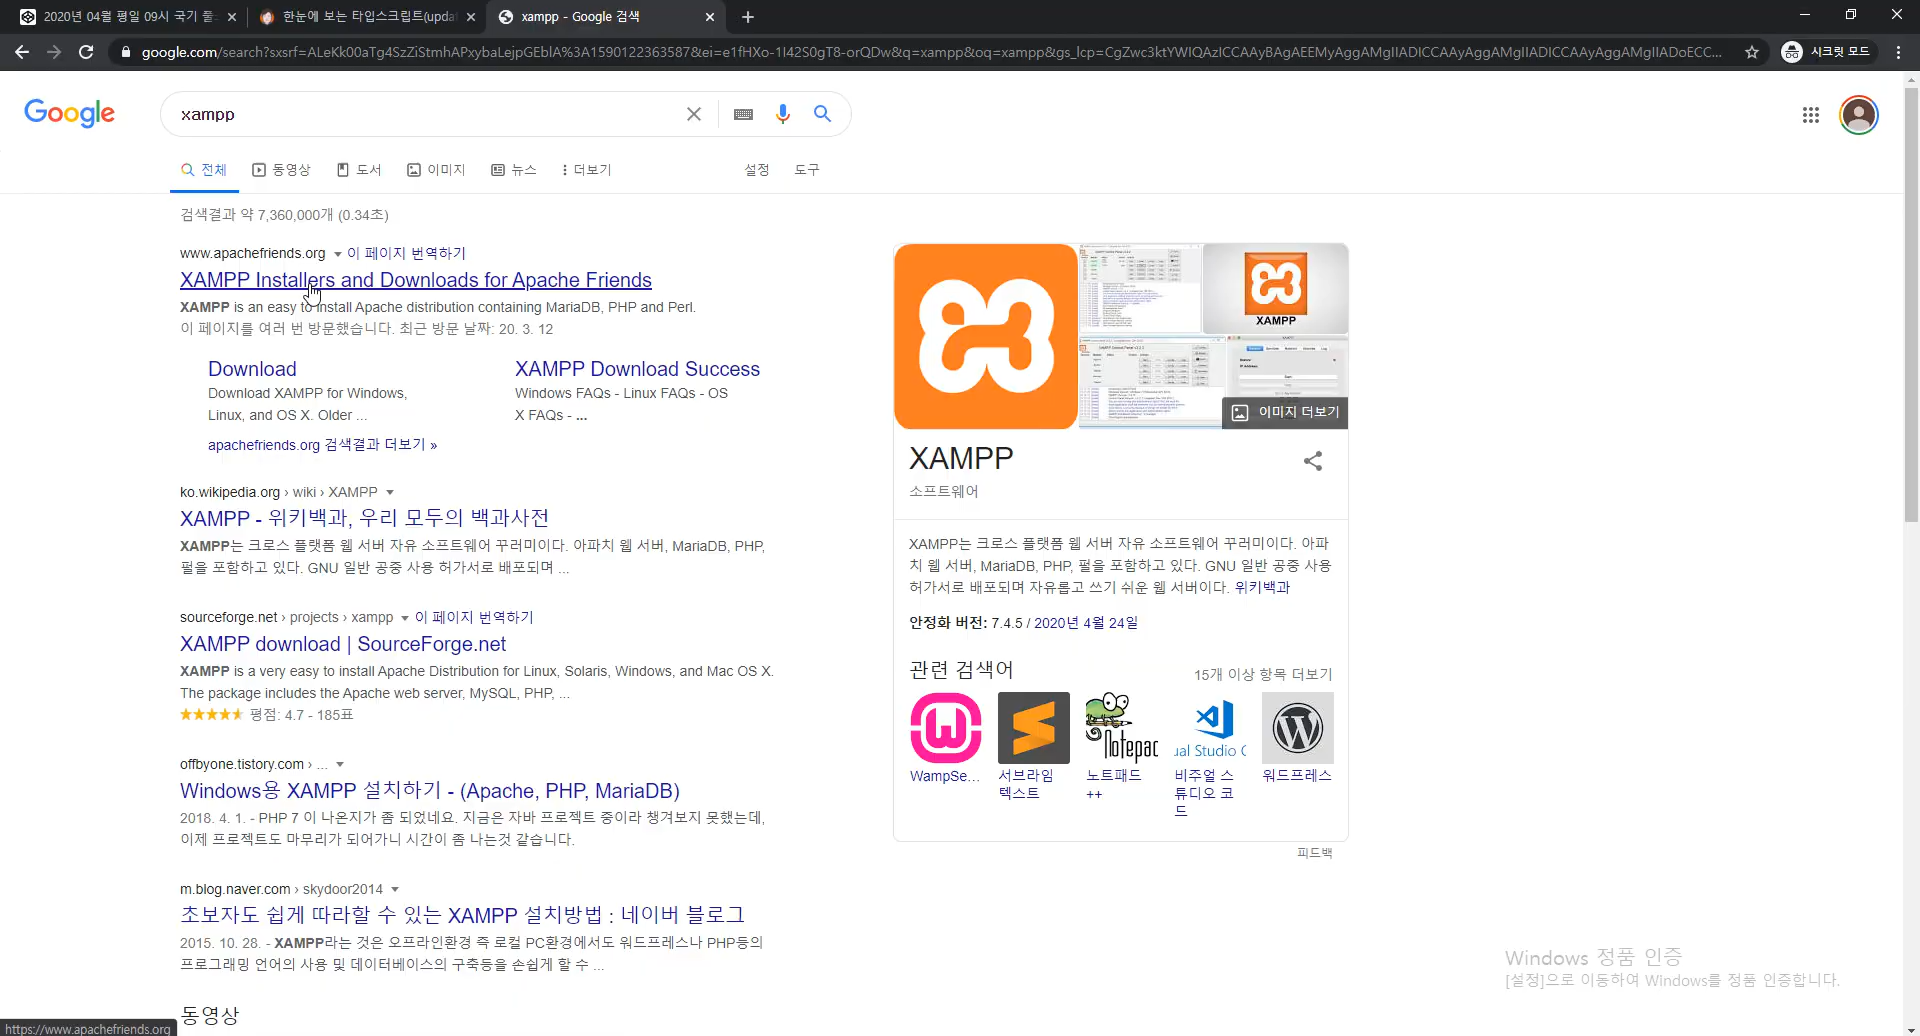 2020년 04월 평일 09시 국기
한눈에 보는 타입스크립트(upda
xampp - Google 검색
google.com/search?sxsrf=ALeKk00aTg4SzZiStmhAPxybaLejpGEblA%3A1590122363587&ei=e1fHXo-1I42S0gT8-orQDw&q=xampp&oq=xampp&gs_lcp=CgZwc3ktYWIQAzICCAAyBAgAEEMyAggAMgIIADICCAAyAggAMgIIADICCAAyAggAMgIIADoECC...
시크릿 모드
Google
xampp
전체
동영상
도서
이미지
뉴스
더보기
설정
도구
검색결과 약 7,360,000개 (0.34초)
www.apachefriends.org 이 페이지 번역하기
XAMPP Installers and Downloads for Apache Friends
XAMPP is an easy to install Apache distribution containing MariaDB, PHP and Perl.
이 페이지를 여러 번 방문했습니다. 최근 방문 날짜: 20. 3. 12
Download
Download XAMPP for Windows,
Linux, and OS X. Older ...
XAMPP Download Success
Windows FAQs - Linux FAQs - OS
X FAQs - ...
apachefriends.org 검색결과 더보기 »
ko.wikipedia.org › wiki › XAMPP
XAMPP - 위키백과, 우리 모두의 백과사전
XAMPP는 크로스 플랫폼 웹 서버 자유 소프트웨어 꾸러미이다. 아파치 웹 서버, MariaDB, PHP,
펄을 포함하고 있다. GNU 일반 공중 사용 허가서로 배포되며 ...
sourceforge.net › projects › xampp 이 페이지 번역하기
XAMPP download | SourceForge.net
XAMPP is a very easy to install Apache Distribution for Linux, Solaris, Windows, and Mac OS X.
The package includes the Apache web server, MySQL, PHP, ...
평점: 4.7 - 185표
offbyone.tistory.com › ...
Windows용 XAMPP 설치하기 - (Apache, PHP, MariaDB)
2018. 4. 1. - PHP 7 이 나온지가 좀 되었네요. 지금은 자바 프로젝트 중이라 챙겨보지 못했는데,
이제 프로젝트도 마무리가 되어가니 시간이 좀 나는것 같습니다.
m.blog.naver.com › skydoor2014
초보자도 쉽게 따라할 수 있는 XAMPP 설치방법 : 네이버 블로그
2015. 10. 28. - XAMPP라는 것은 오프라인환경 즉 로컬 PC환경에서도 워드프레스나 PHP등의
프로그래밍 언어의 사용 및 데이터베이스의 구축등을 손쉽게 할 수 ...
동영상
https://www.apachefriends.org
XAMPP
이미지 더보기
XAMPP
소프트웨어
XAMPP는 크로스 플랫폼 웹 서버 자유 소프트웨어 꾸러미이다. 아파
치 웹 서버, MariaDB, PHP, 펄을 포함하고 있다. GNU 일반 공중 사용
허가서로 배포되며 자유롭고 쓰기 쉬운 웹 서버이다. 위키백과
안정화 버전: 7.4.5 / 2020년 4월 24일
관련 검색어
15개 이상 항목 더보기
Notepac
ual Studio C
WampSe...
서브라임
텍스트
노트패드
++
비주얼 스
튜디오 코
드
워드프레스
피드백
Windows 정품 인증
[설정]으로 이동하여 Windows를 정품 인증합니다.